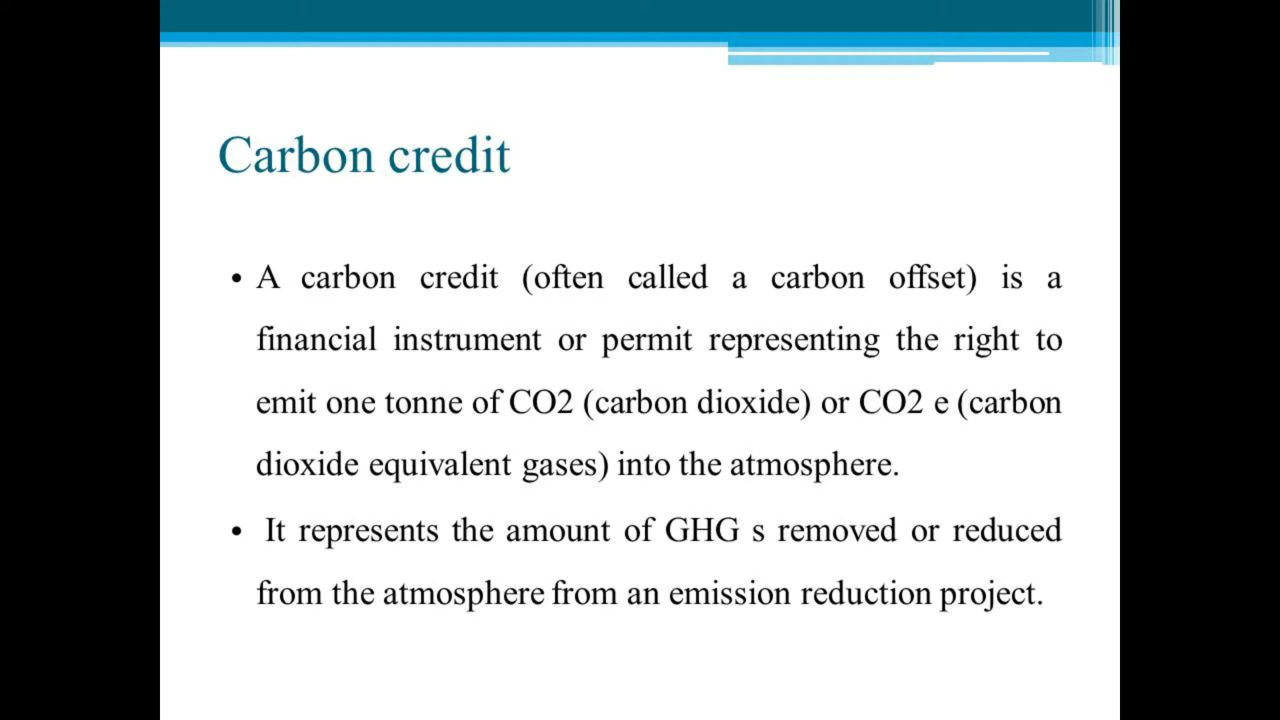 Carbon credit
• A carbon credit (often called a carbon offset) is a
financial instrument or permit representing the right to
emit one tonne of CO2 (carbon dioxide) or CO2 e (carbon
dioxide equivalent gases) into the atmosphere.
• It represents the amount of GHG s removed or reduced
from the atmosphere from an emission reduction project.